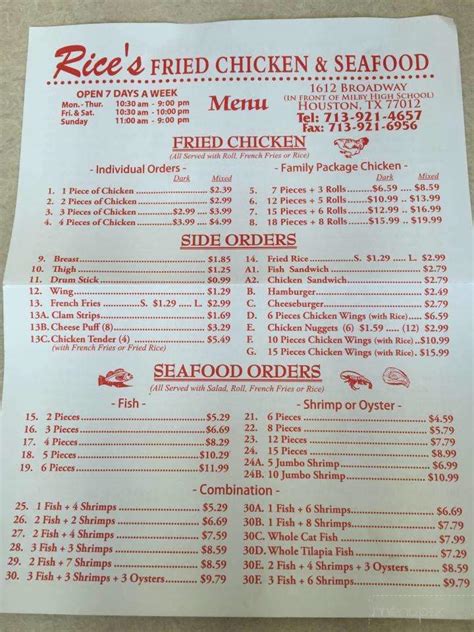 Rice's FRIED CHICKEN & SEAFOOD
OPEN 7 DAYS A WEEK
Mon. - Thur. 10:30 am - 9:00 pm
Fri. & Sat. 10:30 am - 10:00 pm
Sunday 11:00 am - 9:00 pm
Menu
1612 BROADWAY
(IN FRONT OF MILBY HIGH SCHOOL)
HOUSTON, TX 77012
Tel: 713-921-4657
Fax: 713-921-6956
FRIED CHICKEN
(All Served with Roll, French Fries or Rice)
- Individual Orders -
Dark Mixed
1. 1 Piece of Chicken $2.39
2. 2 Pieces of Chicken $2.99
3. 3 Pieces of Chicken $2.99 .... $3.99
4. 4 Pieces of Chicken $3.99 .... $4.99
- Family Package Chicken -
Dark Mixed
5. 7 Pieces + 3 Rolls $6.59 .... $8.59
6. 12 Pieces + 5 Rolls $10.99 .. $13.99
7. 15 Pieces + 6 Rolls $12.99 .. $16.99
8. 18 Pieces + 8 Rolls $15.99 .. $19.99
SIDE ORDERS
9. Breast $1.85
10. Thigh $1.25
11. Drum Stick $0.99
12. Wing $1.29
13. French Fries S. $1.29 ..... L. $2.99
13A. Clam Strips $1.69
13B. Cheese Puff (8) $3.29
13C. Chicken Tender (4) $5.49
(with French Fries or Fried Rice)
14. Fried Rice S. $1.29 ..... L. $2.99
A1. Fish Sandwich $2.79
A2. Chicken Sandwich $2.79
B. Hamburger $2.49
C. Cheeseburger $2.79
D. 6 Pieces Chicken Wings (with Rice) $6.59
E. Chicken Nuggets (6) $1.59 ..... (12) $2.99
F. 10 Pieces Chicken Wings (with Rice) ..$10.59
G. 15 Pieces Chicken Wings (with Rice) ..$15.59
SEAFOOD ORDERS
(All Served with Salad, Roll, French Fries or Rice)
- Fish -
15. 2 Pieces $5.29
16. 3 Pieces $6.69
17. 4 Pieces $8.29
18. 5 Pieces $10.29
19. 6 Pieces $11.99
- Shrimp or Oyster -
21. 6 Pieces $4.59
22. 8 Pieces $5.79
23. 12 Pieces $7.79
24. 15 Pieces $8.99
24A. 5 Jumbo Shrimp $6.99
24B. 10 Jumbo Shrimp $10.99
- Combination -
25. 1 Fish + 4 Shrimps $5.29
26. 2 Fish + 4 Shrimps $6.69
27. 2 Fish + 4 Shrimps $7.59
28. 3 Fish + 4 Shrimps $8.59
29. 2 Fish + 7 Shrimps $8.59
30. 3 Fish + 3 Shrimps + 3 Oysters $9.79
30A. 1 Fish + 6 Shrimps $6.69
30B. 1 Fish + 8 Shrimps $7.79
30C. Whole Cat Fish $7.99
30D. Whole Tilapia Fish $7.29
30E. 2 Fish + 4 Shrimps + 3 Oysters $8.59
30F. 3 Fish + 6 Shrimps $9.79